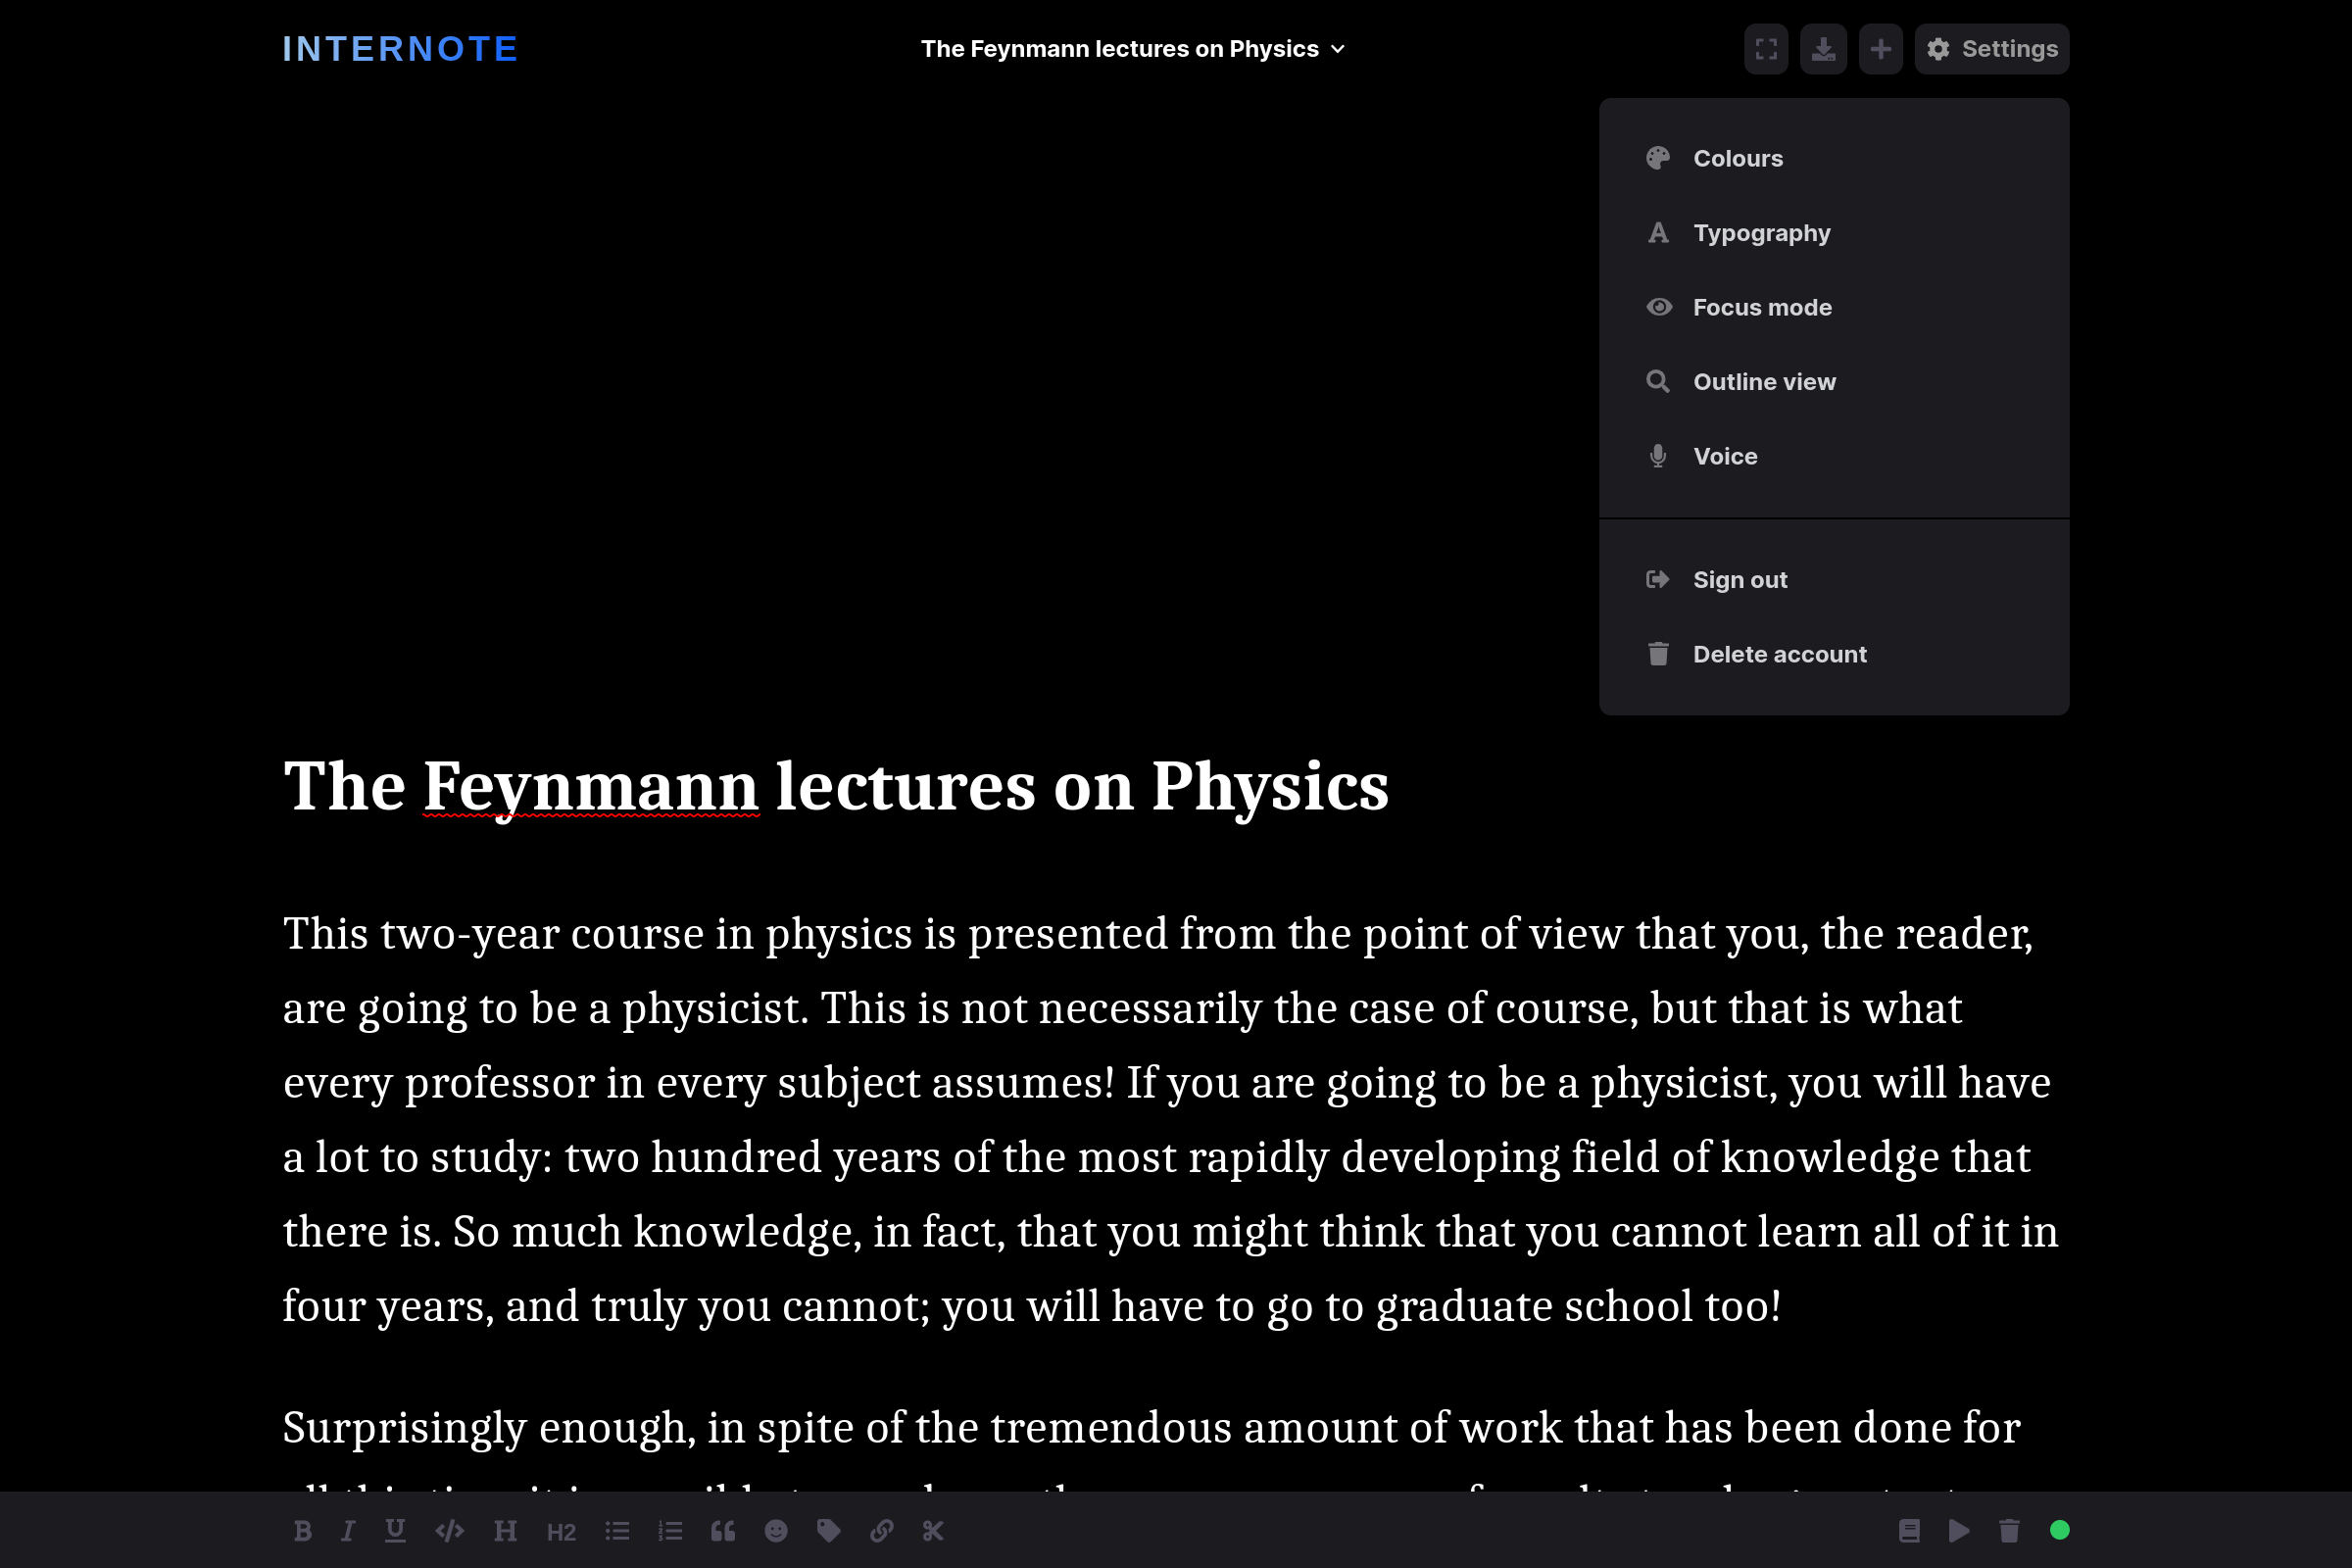 INTERNOTE
The Feynmann lectures on Physics
Settings
Colours
Typography
Focus mode
Outline view
Voice
Sign out
Delete account
The Feynmann lectures on Physics
This two-year course in physics is presented from the point of view that you, the reader,
are going to be a physicist. This is not necessarily the case of course, but that is what
every professor in every subject assumes! If you are going to be a physicist, you will have
a lot to study: two hundred years of the most rapidly developing field of knowledge that
there is. So much knowledge, in fact, that you might think that you cannot learn all of it in
four years, and truly you cannot; you will have to go to graduate school too!
Surprisingly enough, in spite of the tremendous amount of work that has been done for
H2